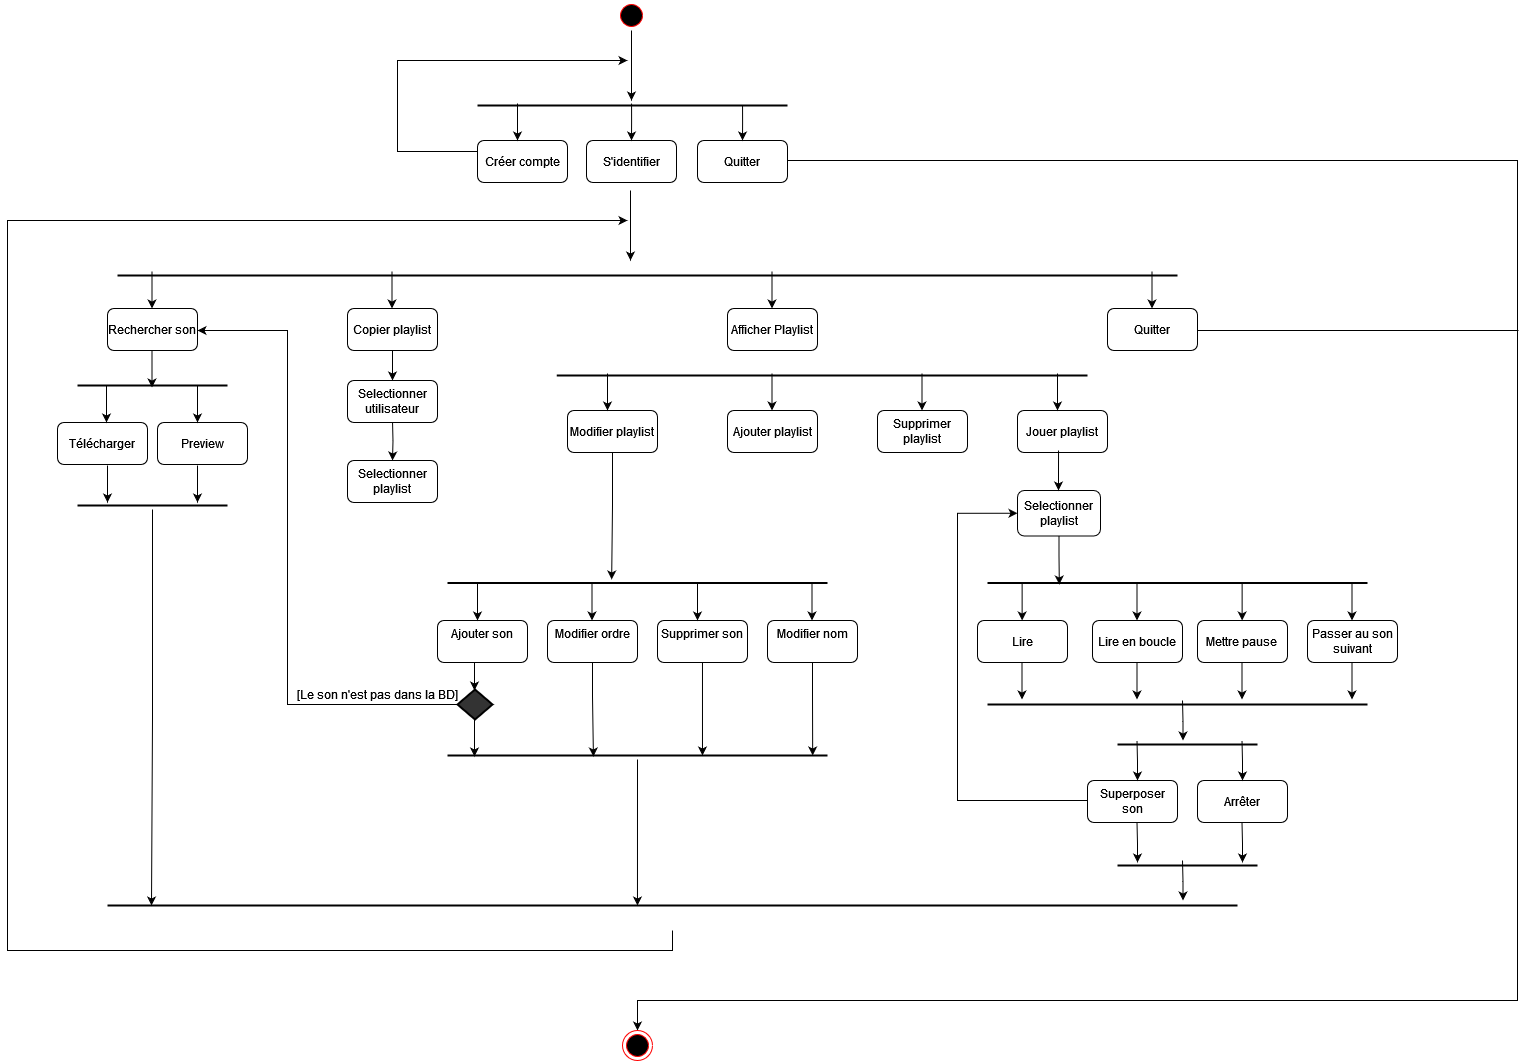 Créer compte
S'identifier
Quitter
Rechercher son
Copier playlist
Afficher Playlist
Quitter
Selectionner
utilisateur
Modifier playlist
Ajouter playlist
Supprimer
playlist
Jouer playlist
Télécharger
Preview
Selectionner
playlist
Selectionner
playlist
Ajouter son
Modifier ordre
Supprimer son
Modifier nom
Lire
Lire en boucle
Mettre pause
Passer au son
suivant
[Le son n'est pas dans la BD]
Superposer
son
Arrêter